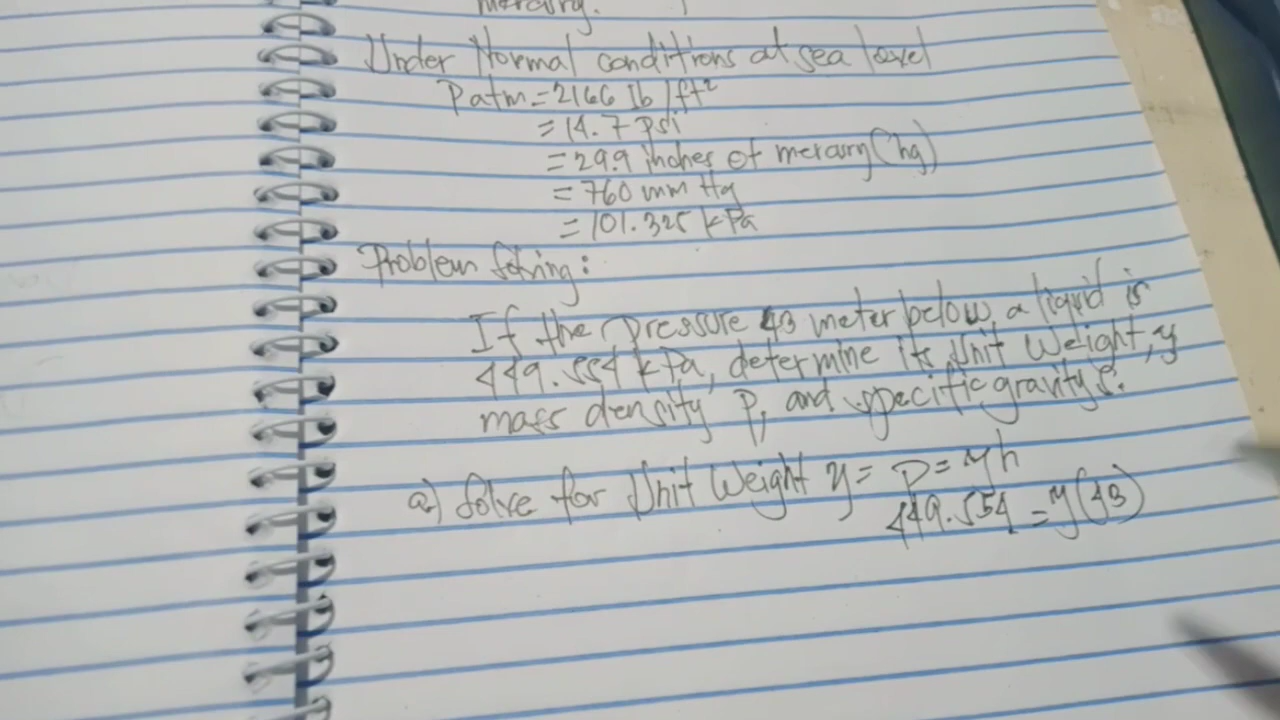 mercury.
Under Normal conditions at sea level
Patm = 2166 lb/ft²
= 14.7 psi
= 29.9 inches of mercury (hg)
= 760 mm Hg
= 101.325 kPa
Problem Solving:
If the pressure 43 meter below a liquid is
449.554 kPa, determine its Unit Weight, γ
mass density ρ, and specific gravity S.
a.) Solve for Unit Weight γ = P = γh
449.554 = γ(43)